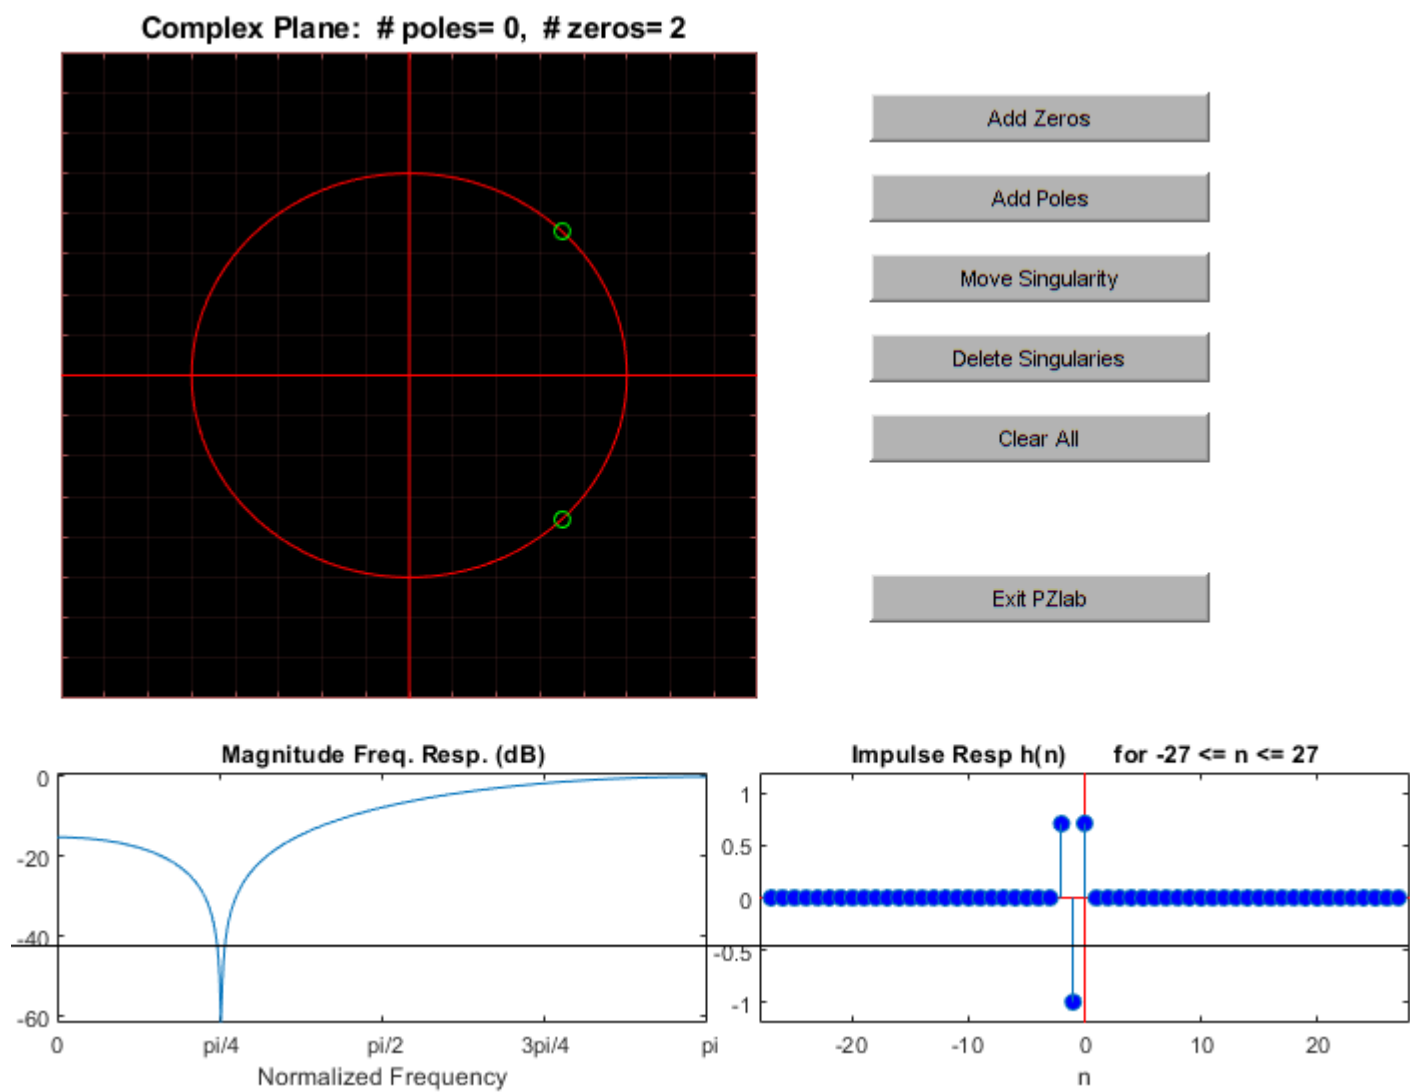 Complex Plane:  # poles= 0,  # zeros= 2
Add Zeros
Add Poles
Move Singularity
Delete Singularies
Clear All
Exit PZlab
Magnitude Freq. Resp. (dB)
0
-20
-40
-60
0 pi/4 pi/2 3pi/4 pi
Normalized Frequency
Impulse Resp h(n) for -27 <= n <= 27
1
0.5
0
-0.5
-1
-20 -10 0 10 20
n